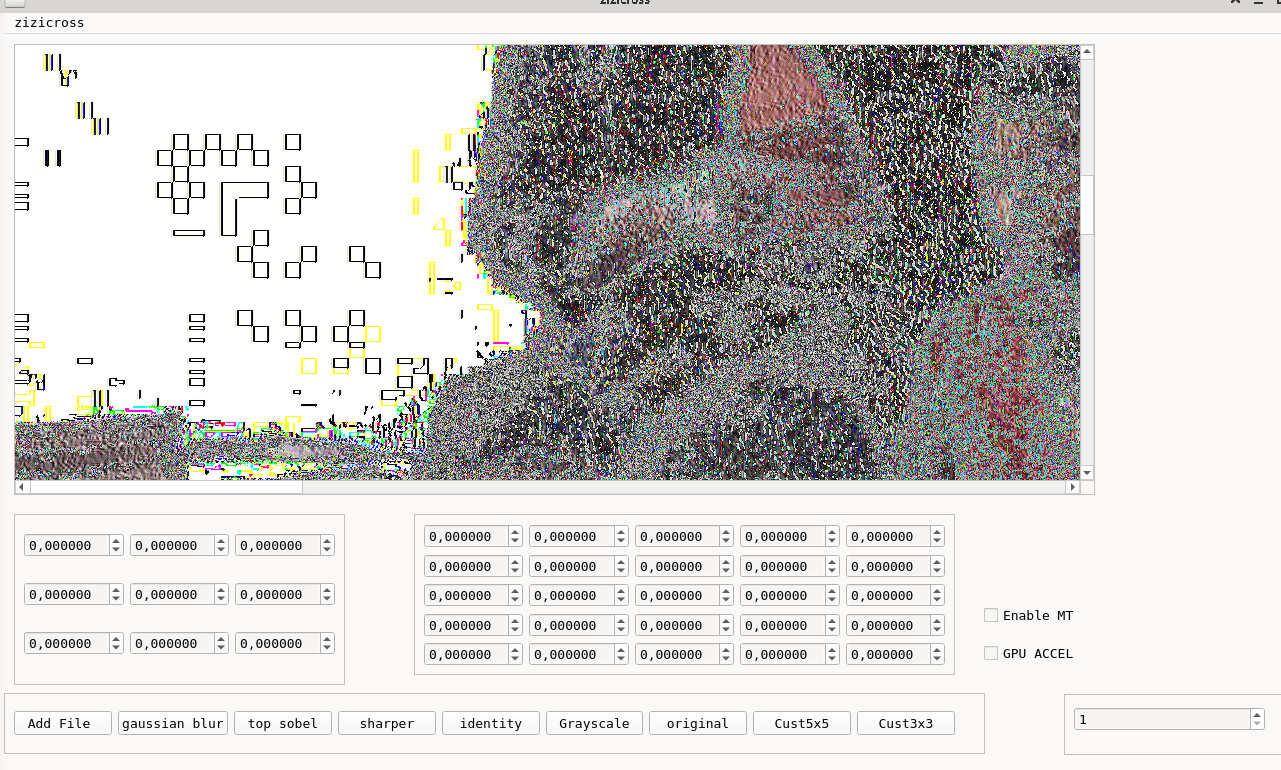 zizicross
zizicross
0,000000 0,000000 0,000000
0,000000 0,000000 0,000000
0,000000 0,000000 0,000000
0,000000 0,000000 0,000000 0,000000 0,000000
0,000000 0,000000 0,000000 0,000000 0,000000
0,000000 0,000000 0,000000 0,000000 0,000000
0,000000 0,000000 0,000000 0,000000 0,000000
0,000000 0,000000 0,000000 0,000000 0,000000
Enable MT
GPU ACCEL
Add File gaussian blur top sobel sharper identity Grayscale original Cust5x5 Cust3x3
1